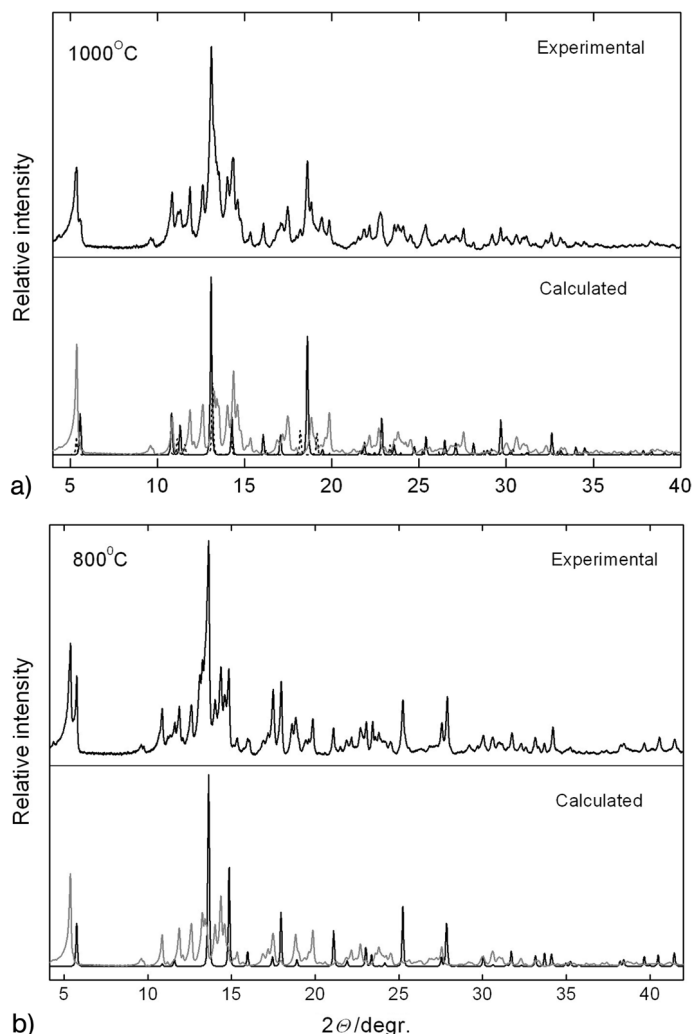 1000°C
Experimental
Relative intensity
Calculated
5 10 15 20 25 30 35 40
a)
800⁰C
Experimental
Relative intensity
Calculated
5 10 15 20 25 30 35 40
b)
2Θ/degr.